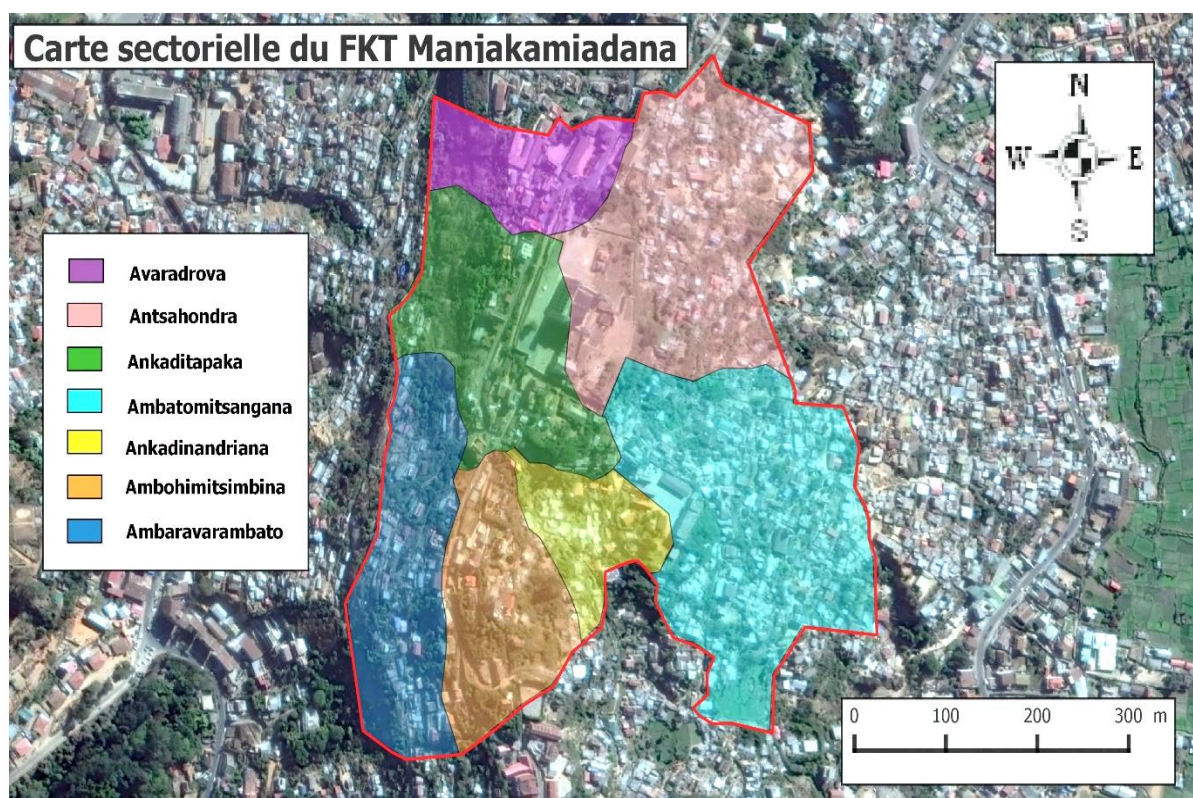 Carte sectorielle du FKT Manjakamiadana
N
W E
S
Avaradrova
Antsahondra
Ankaditapaka
Ambatomitsangana
Ankadinandriana
Ambohimitsimbina
Ambaravarambato
0 100 200 300 m